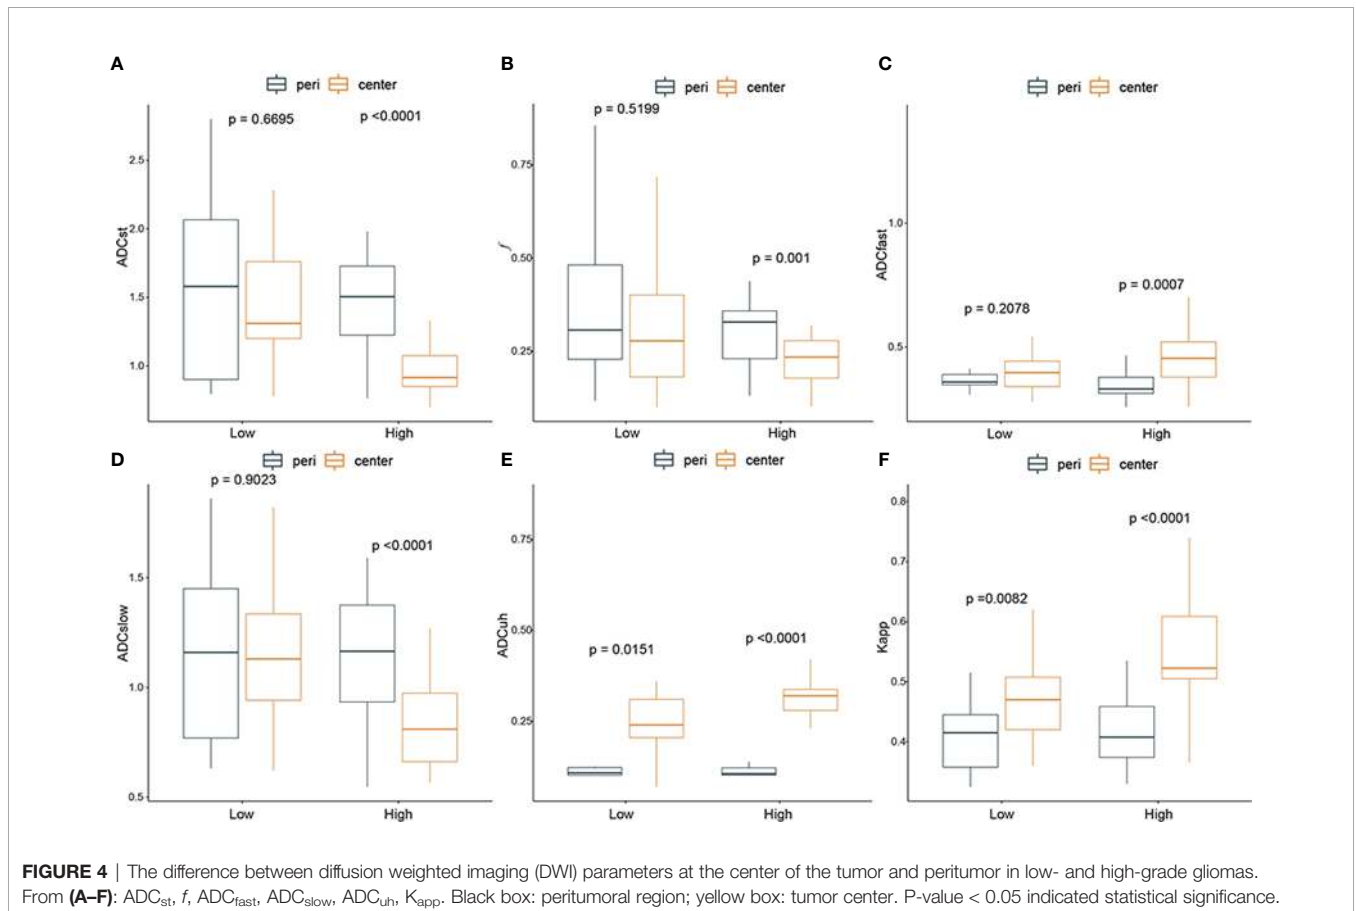 A
peri center
p = 0.6695
p <0.0001
ADCst
2.5
2.0
1.5
1.0
Low High
B
peri center
p = 0.5199
p = 0.001
f
0.75
0.50
0.25
Low High
C
peri center
p = 0.2078
p = 0.0007
ADCfast
1.0
0.5
Low High
D
peri center
p = 0.9023
p <0.0001
ADCslow
1.5
1.0
0.5
Low High
E
peri center
p = 0.0151
p <0.0001
ADCuh
0.75
0.50
0.25
Low High
F
peri center
p =0.0082
p <0.0001
Kapp
0.8
0.7
0.6
0.5
0.4
Low High
FIGURE 4 | The difference between diffusion weighted imaging (DWI) parameters at the center of the tumor and peritumor in low- and high-grade gliomas.
From (A–F): ADCst, f, ADCfast, ADCslow, ADCuh, Kapp. Black box: peritumoral region; yellow box: tumor center. P-value < 0.05 indicated statistical significance.